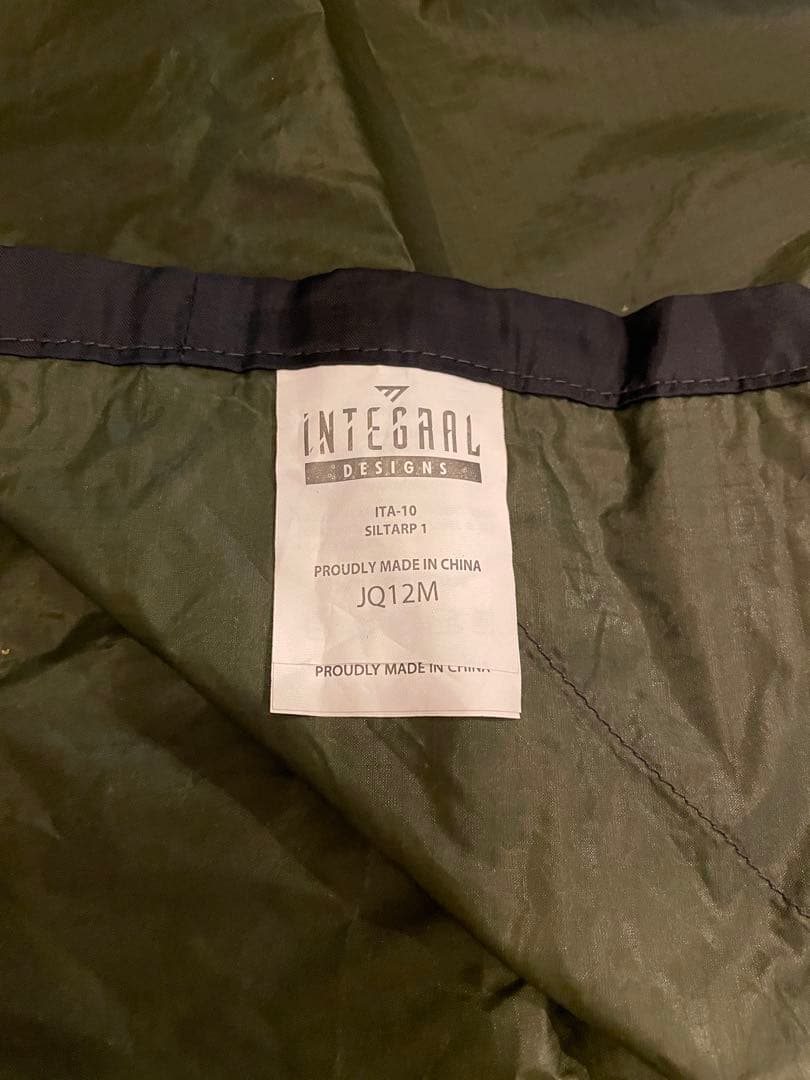 INTEGRAL
DESIGNS
ITA-10
SILTARP 1
PROUDLY MADE IN CHINA
JQ12M
PROUDLY MADE IN CHINA